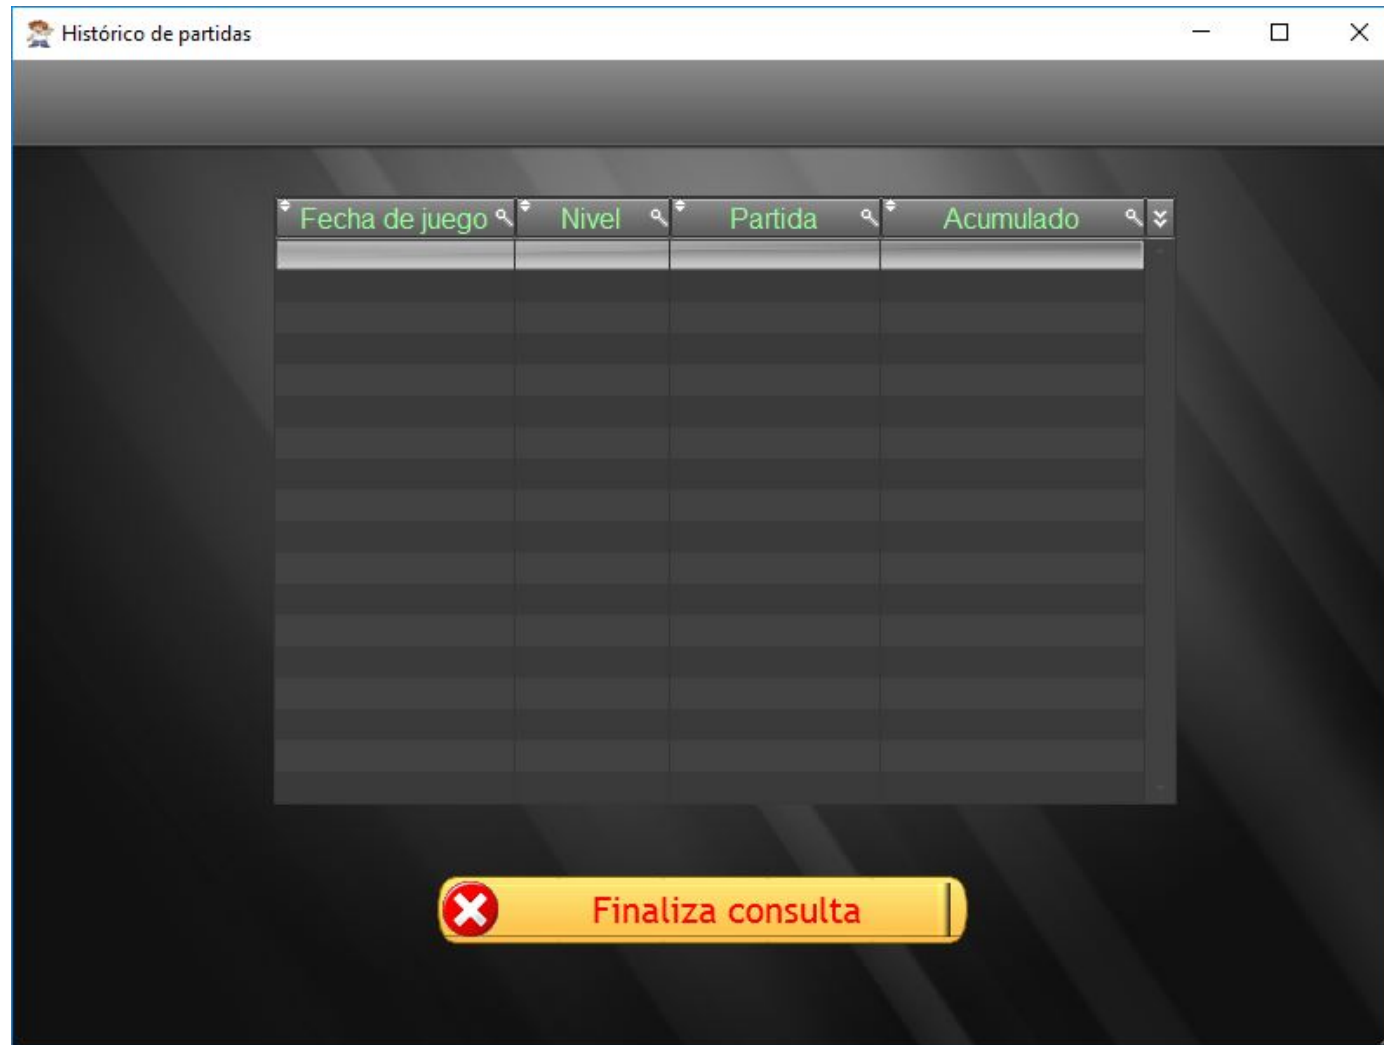 Histórico de partidas
Fecha de juego Nivel Partida Acumulado
Finaliza consulta